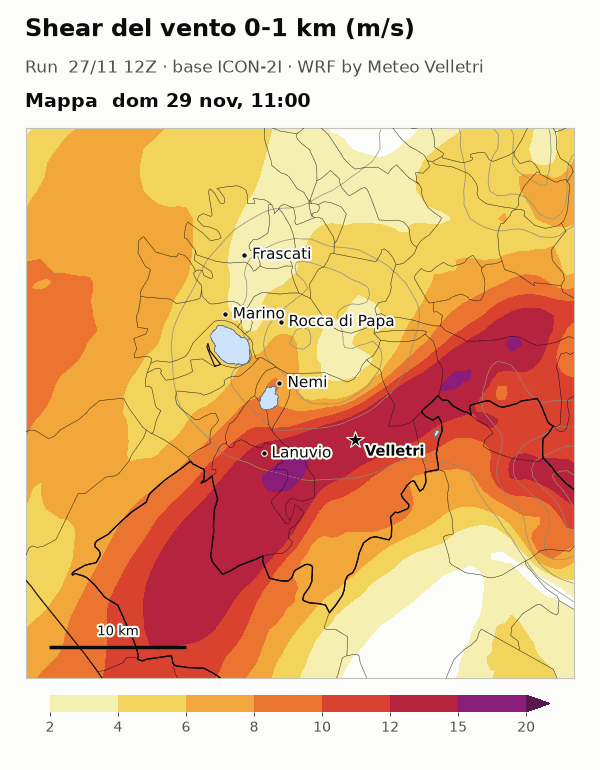 Shear del vento 0-1 km (m/s)
Run  27/11 12Z · base ICON-2I · WRF by Meteo Velletri
Mappa  dom 29 nov, 11:00
Frascati
Marino
Rocca di Papa
Nemi
Velletri
Lanuvio
10 km
2 4 6 8 10 12 15 20